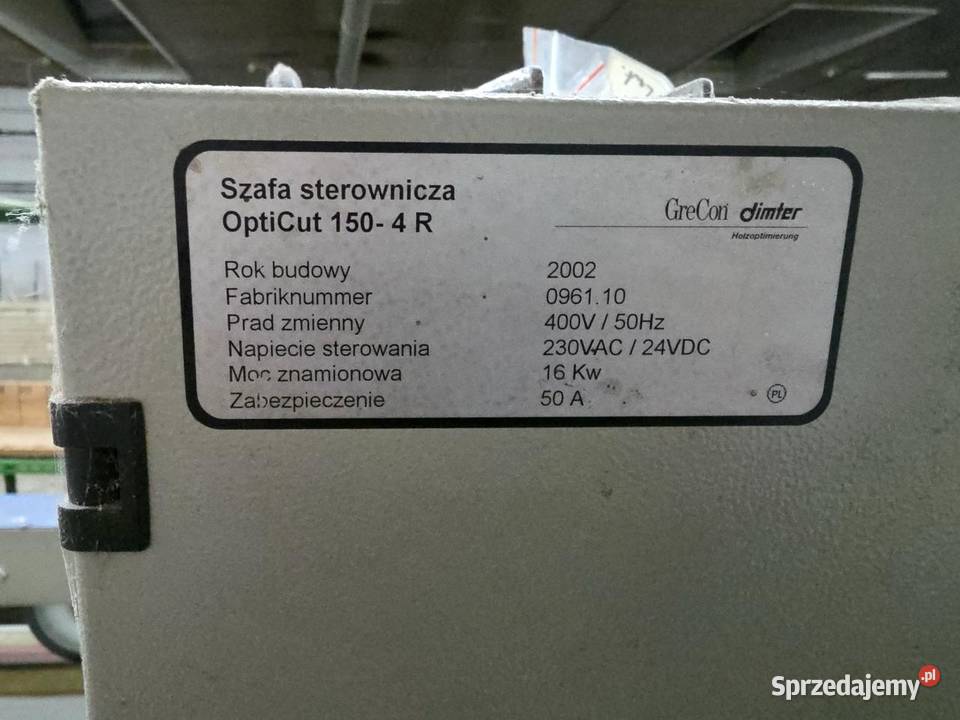 Szafa sterownicza
OptiCut 150- 4 R
GreCon dimter
Holzoptimierung
Rok budowy 2002
Fabriknummer 0961.10
Prad zmienny 400V / 50Hz
Napiecie sterowania 230VAC / 24VDC
Moc znamionowa 16 Kw
Zabezpieczenie 50 A
PL
Sprzedajemy.pl